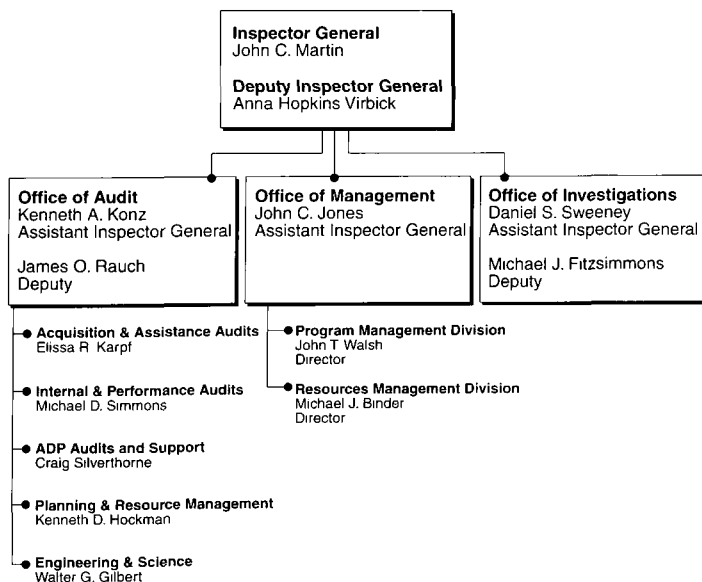 Inspector General
John C. Martin
Deputy Inspector General
Anna Hopkins Virbick
Office of Audit
Kenneth A. Konz
Assistant Inspector General
James O. Rauch
Deputy
Office of Management
John C. Jones
Assistant Inspector General
Office of Investigations
Daniel S. Sweeney
Assistant Inspector General
Michael J. Fitzsimmons
Deputy
Acquisition & Assistance Audits
Elissa R. Karpf
Internal & Performance Audits
Michael D. Simmons
ADP Audits and Support
Craig Silverthorne
Planning & Resource Management
Kenneth D. Hockman
Engineering & Science
Walter G. Gilbert
Program Management Division
John T Walsh
Director
Resources Management Division
Michael J. Binder
Director